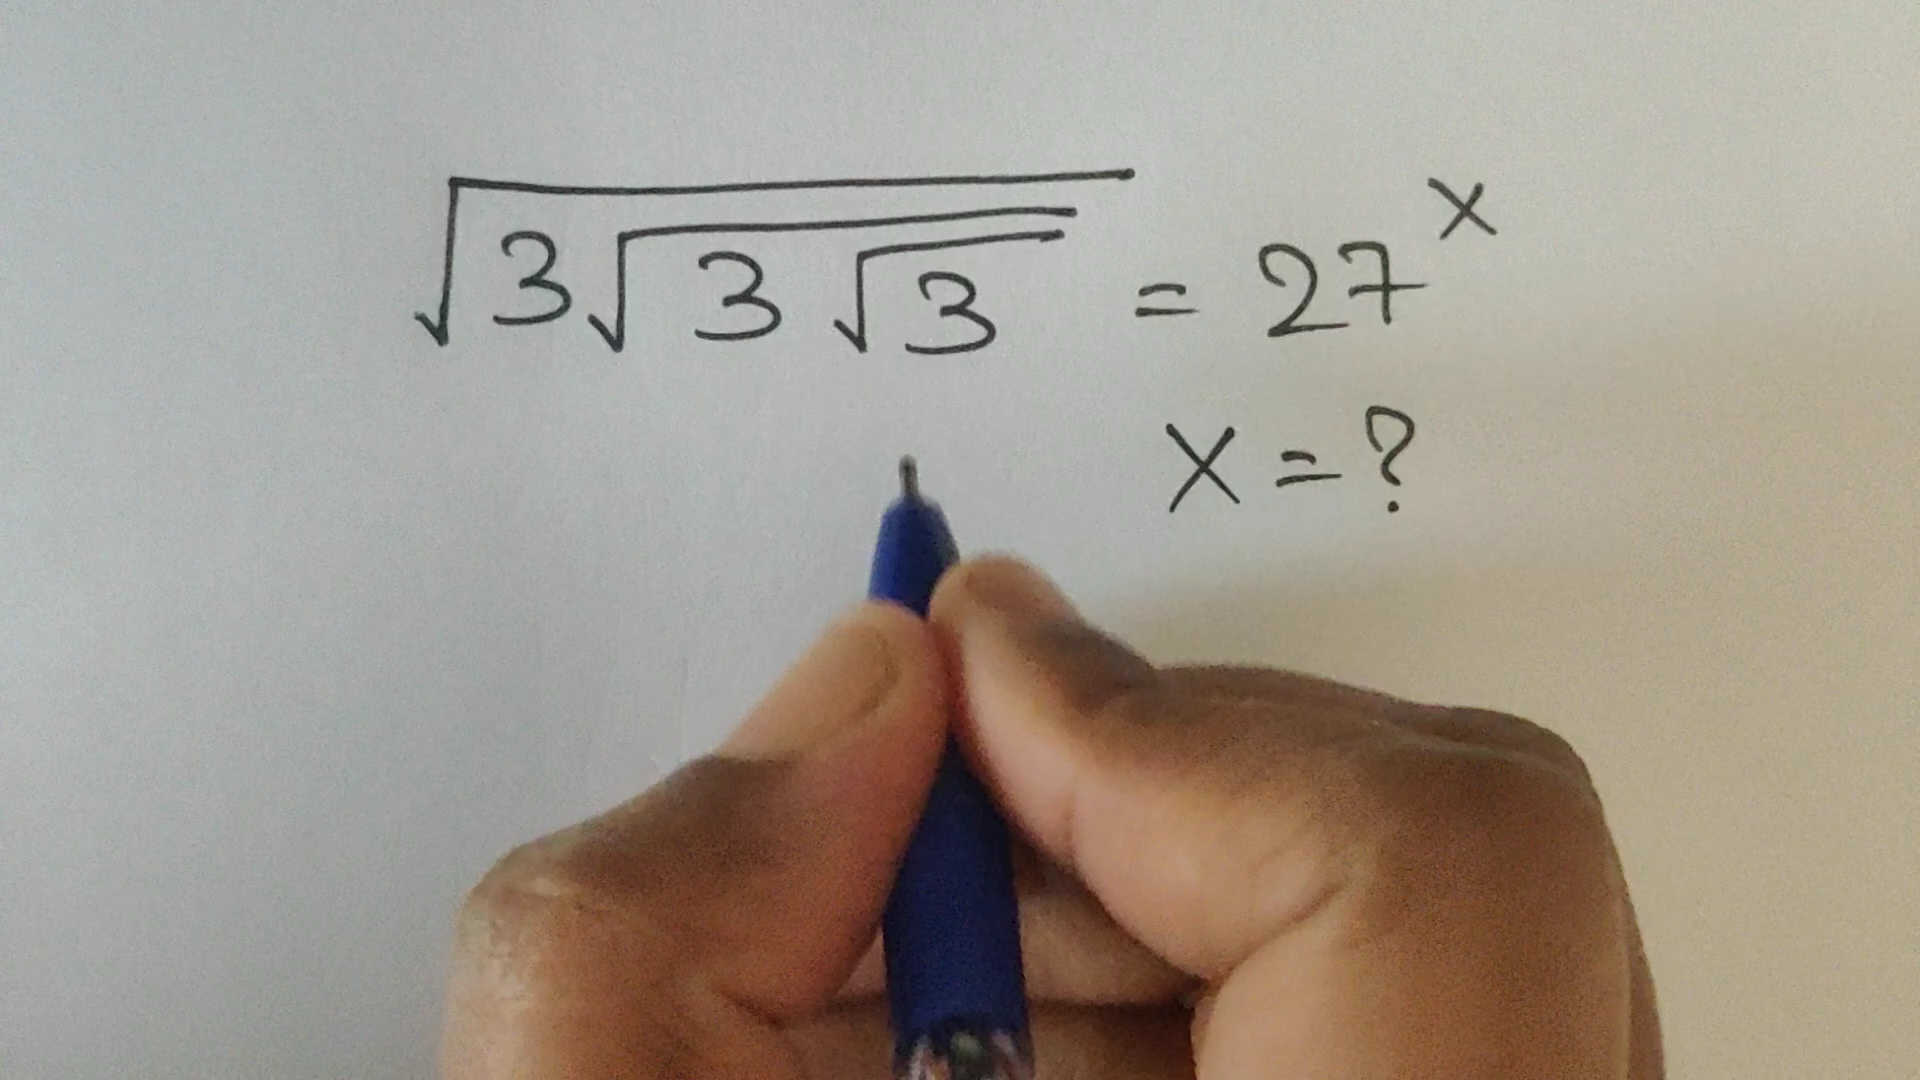 √3√3√3 = 27^x
x = ?